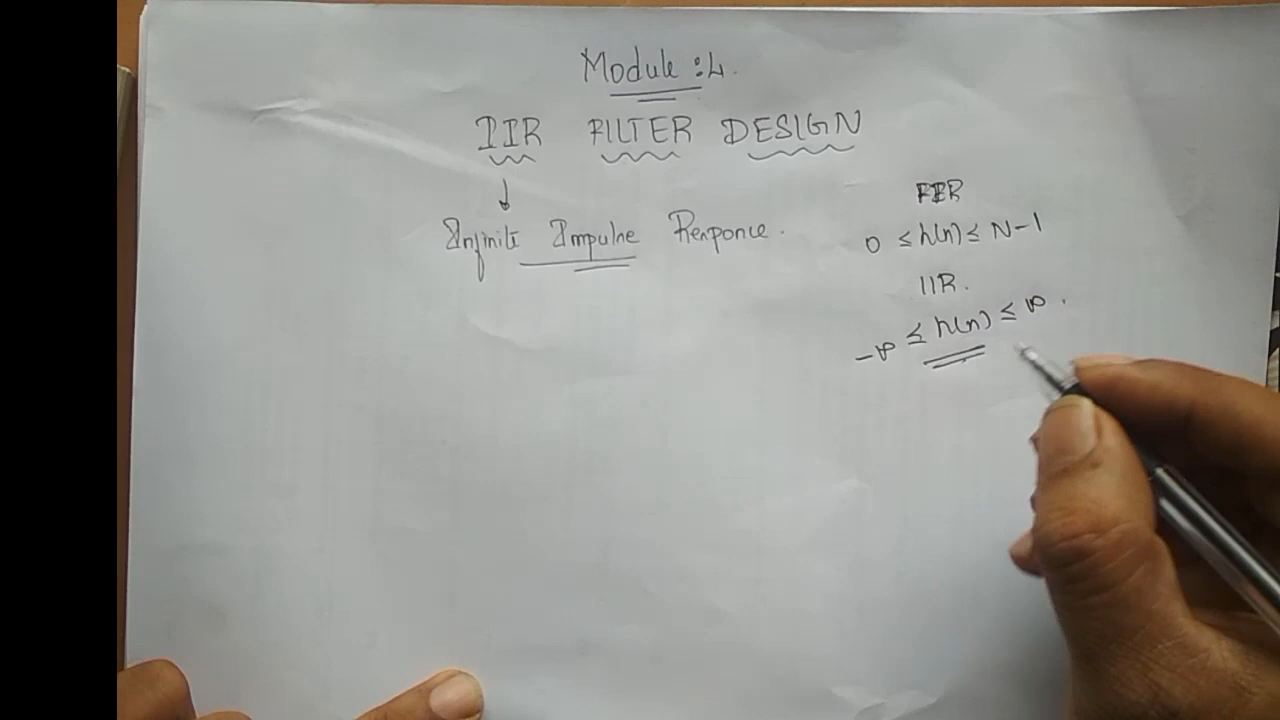 Module :4.
IIR FILTER DESIGN
↓
Infinite Impulse Responce.
FIR
0 ≤ h(n) ≤ N-1
IIR.
-∞ ≤ h(n) ≤ ∞.